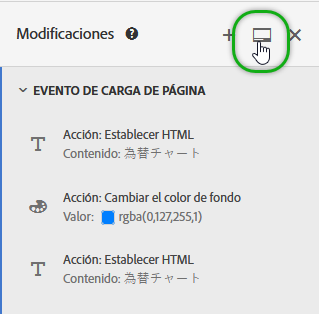 Modificaciones
EVENTO DE CARGA DE PÁGINA
Acción: Establecer HTML
Contenido: 為替チャート
Acción: Cambiar el color de fondo
Valor: rgba(0,127,255,1)
Acción: Establecer HTML
Contenido: 為替チャート